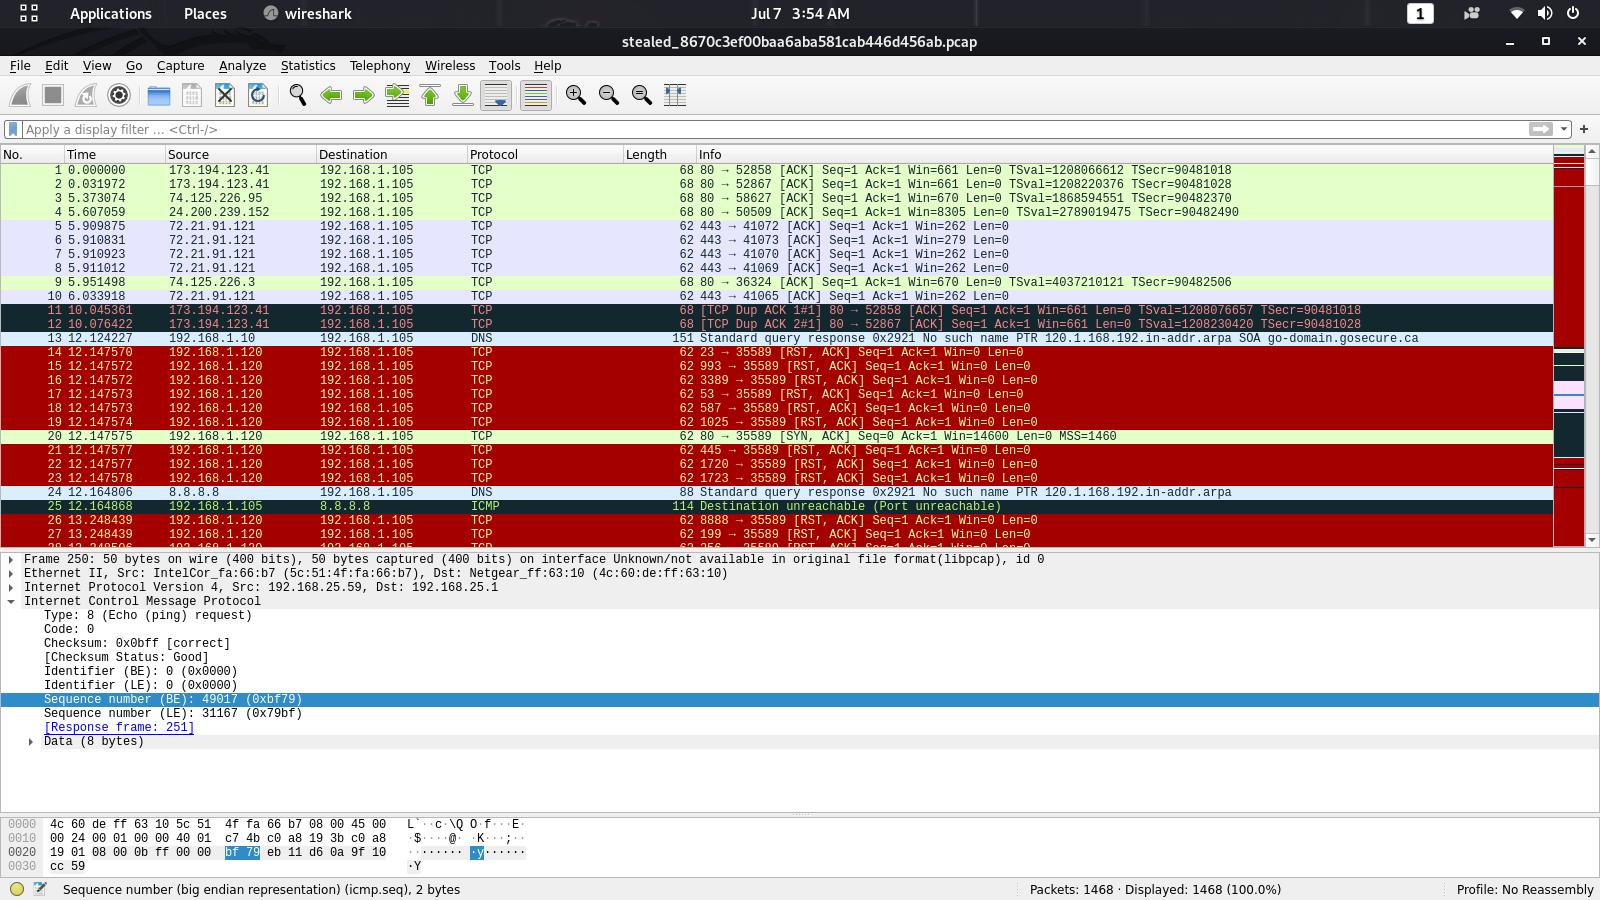 Applications Places wireshark Jul 7 3:54 AM 1
stealed_8670c3ef00baa6aba581cab446d456ab.pcap
File Edit View Go Capture Analyze Statistics Telephony Wireless Tools Help
Apply a display filter ... <Ctrl-/>
No. Time Source Destination Protocol Length Info
1 0.000000 173.194.123.41 192.168.1.105 TCP 68 80 → 52858 [ACK] Seq=1 Ack=1 Win=661 Len=0 TSval=1208066612 TSecr=90481018
2 0.031972 173.194.123.41 192.168.1.105 TCP 68 80 → 52867 [ACK] Seq=1 Ack=1 Win=661 Len=0 TSval=1208220376 TSecr=90481028
3 5.373074 74.125.226.95 192.168.1.105 TCP 68 80 → 58627 [ACK] Seq=1 Ack=1 Win=670 Len=0 TSval=1868594551 TSecr=90482370
4 5.607059 24.200.239.152 192.168.1.105 TCP 68 80 → 50509 [ACK] Seq=1 Ack=1 Win=8305 Len=0 TSval=2789019475 TSecr=90482490
5 5.909875 72.21.91.121 192.168.1.105 TCP 62 443 → 41072 [ACK] Seq=1 Ack=1 Win=262 Len=0
6 5.910831 72.21.91.121 192.168.1.105 TCP 62 443 → 41073 [ACK] Seq=1 Ack=1 Win=279 Len=0
7 5.910923 72.21.91.121 192.168.1.105 TCP 62 443 → 41070 [ACK] Seq=1 Ack=1 Win=262 Len=0
8 5.911012 72.21.91.121 192.168.1.105 TCP 62 443 → 41069 [ACK] Seq=1 Ack=1 Win=262 Len=0
9 5.951498 74.125.226.3 192.168.1.105 TCP 68 80 → 36324 [ACK] Seq=1 Ack=1 Win=670 Len=0 TSval=4037210121 TSecr=90482506
10 6.033918 72.21.91.121 192.168.1.105 TCP 62 443 → 41065 [ACK] Seq=1 Ack=1 Win=262 Len=0
11 10.045361 173.194.123.41 192.168.1.105 TCP 68 [TCP Dup ACK 1#1] 80 → 52858 [ACK] Seq=1 Ack=1 Win=661 Len=0 TSval=1208076657 TSecr=90481018
12 10.076422 173.194.123.41 192.168.1.105 TCP 68 [TCP Dup ACK 2#1] 80 → 52867 [ACK] Seq=1 Ack=1 Win=661 Len=0 TSval=1208230420 TSecr=90481028
13 12.124227 192.168.1.10 192.168.1.105 DNS 151 Standard query response 0x2921 No such name PTR 120.1.168.192.in-addr.arpa SOA go-domain.gosecure.ca
14 12.147570 192.168.1.120 192.168.1.105 TCP 62 23 → 35589 [RST, ACK] Seq=1 Ack=1 Win=0 Len=0
15 12.147572 192.168.1.120 192.168.1.105 TCP 62 993 → 35589 [RST, ACK] Seq=1 Ack=1 Win=0 Len=0
16 12.147572 192.168.1.120 192.168.1.105 TCP 62 3389 → 35589 [RST, ACK] Seq=1 Ack=1 Win=0 Len=0
17 12.147573 192.168.1.120 192.168.1.105 TCP 62 53 → 35589 [RST, ACK] Seq=1 Ack=1 Win=0 Len=0
18 12.147573 192.168.1.120 192.168.1.105 TCP 62 587 → 35589 [RST, ACK] Seq=1 Ack=1 Win=0 Len=0
19 12.147574 192.168.1.120 192.168.1.105 TCP 62 1025 → 35589 [RST, ACK] Seq=1 Ack=1 Win=0 Len=0
20 12.147575 192.168.1.120 192.168.1.105 TCP 62 80 → 35589 [SYN, ACK] Seq=0 Ack=1 Win=14600 Len=0 MSS=1460
21 12.147577 192.168.1.120 192.168.1.105 TCP 62 445 → 35589 [RST, ACK] Seq=1 Ack=1 Win=0 Len=0
22 12.147577 192.168.1.120 192.168.1.105 TCP 62 1720 → 35589 [RST, ACK] Seq=1 Ack=1 Win=0 Len=0
23 12.147578 192.168.1.120 192.168.1.105 TCP 62 1723 → 35589 [RST, ACK] Seq=1 Ack=1 Win=0 Len=0
24 12.164806 8.8.8.8 192.168.1.105 DNS 88 Standard query response 0x2921 No such name PTR 120.1.168.192.in-addr.arpa
25 12.164868 192.168.1.105 8.8.8.8 ICMP 114 Destination unreachable (Port unreachable)
26 13.248439 192.168.1.120 192.168.1.105 TCP 62 8888 → 35589 [RST, ACK] Seq=1 Ack=1 Win=0 Len=0
27 13.248439 192.168.1.120 192.168.1.105 TCP 62 199 → 35589 [RST, ACK] Seq=1 Ack=1 Win=0 Len=0
Frame 250: 50 bytes on wire (400 bits), 50 bytes captured (400 bits) on interface Unknown/not available in original file format(libpcap), id 0
Ethernet II, Src: IntelCor_fa:66:b7 (5c:51:4f:fa:66:b7), Dst: Netgear_ff:63:10 (4c:60:de:ff:63:10)
Internet Protocol Version 4, Src: 192.168.25.59, Dst: 192.168.25.1
Internet Control Message Protocol
Type: 8 (Echo (ping) request)
Code: 0
Checksum: 0x0bff [correct]
[Checksum Status: Good]
Identifier (BE): 0 (0x0000)
Identifier (LE): 0 (0x0000)
Sequence number (BE): 49017 (0xbf79)
Sequence number (LE): 31167 (0x79bf)
[Response frame: 251]
Data (8 bytes)
0000 4c 60 de ff 63 10 5c 51 4f fa 66 b7 08 00 45 00 L`··c·\Q O·f···E·
0010 00 24 00 01 00 00 40 01 c7 4b c0 a8 19 3b c0 a8 ·$····@· ·K···;··
0020 19 01 08 00 0b ff 00 00 bf 79 eb 11 d6 0a 9f 10 ········ ·y······
0030 cc 59 ·Y
Sequence number (big endian representation) (icmp.seq), 2 bytes Packets: 1468 · Displayed: 1468 (100.0%) Profile: No Reassembly